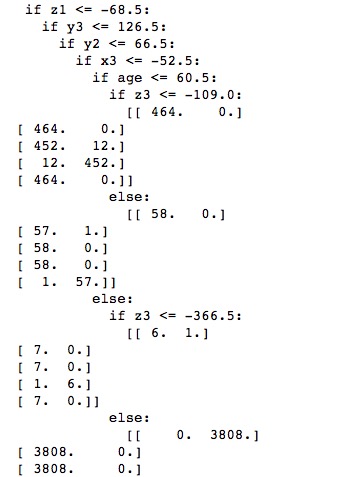 if z1 <= -68.5:
if y3 <= 126.5:
if y2 <= 66.5:
if x3 <= -52.5:
if age <= 60.5:
if z3 <= -109.0:
[[ 464. 0.]
[ 464. 0.]
[ 452. 12.]
[ 12. 452.]
[ 464. 0.]]
else:
[[ 58. 0.]
[ 57. 1.]
[ 58. 0.]
[ 58. 0.]
[ 1. 57.]]
else:
if z3 <= -366.5:
[[ 6. 1.]
[ 7. 0.]
[ 7. 0.]
[ 1. 6.]
[ 7. 0.]]
else:
[[ 0. 3808.]
[ 3808. 0.]
[ 3808. 0.]